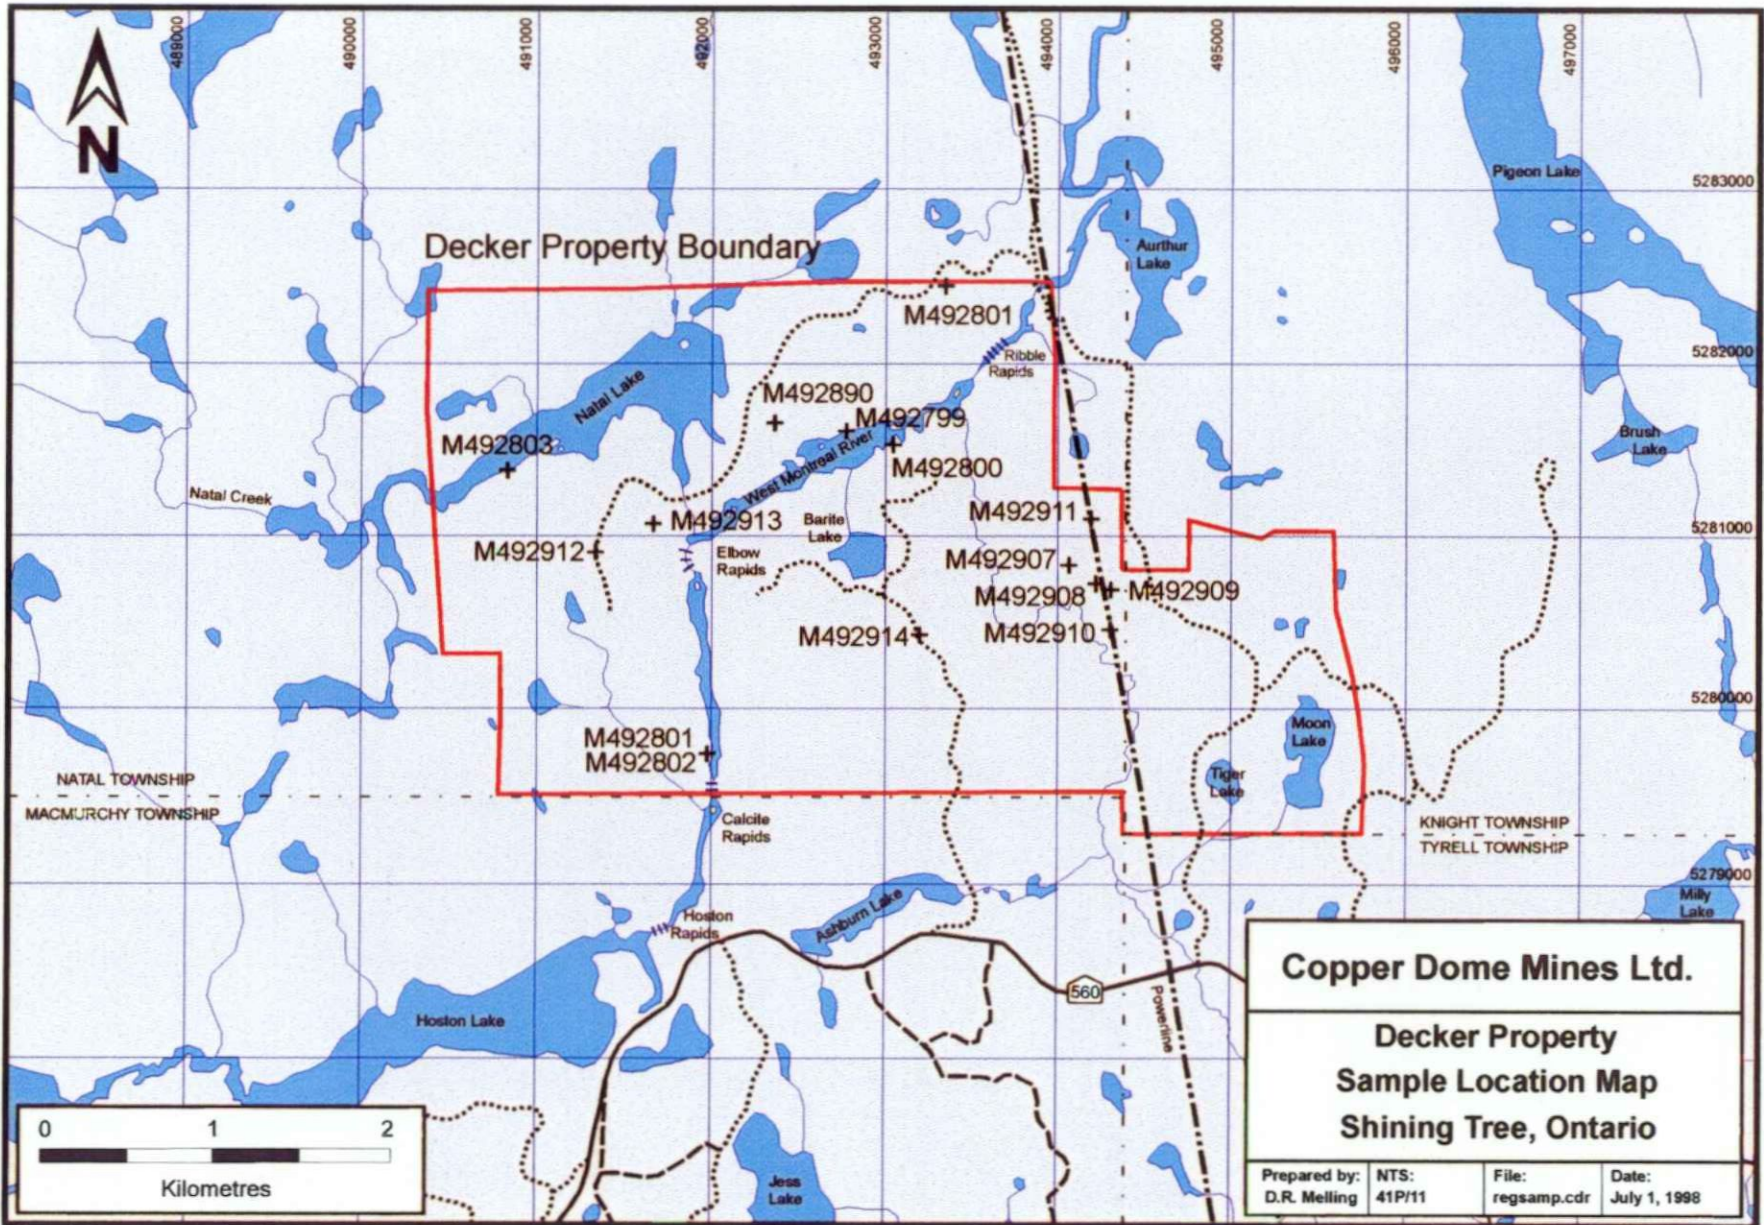 489000
490000
491000
492000
493000
494000
495000
496000
497000
N
Pigeon Lake
5283000
Decker Property Boundary
Aurthur
Lake
M492801
Ribble
Rapids
5282000
Natal Lake
M492890
M492799
West Montreal River
M492803
M492800
Brush
Lake
Natal Creek
M492911
M492913
Barite
Lake
5281000
M492912
Elbow
Rapids
M492907
M492908
M492909
M492914
M492910
5280000
Moon
Lake
M492801
M492802
NATAL TOWNSHIP
MACMURCHY TOWNSHIP
Tiger
Lake
Calcite
Rapids
KNIGHT TOWNSHIP
TYRELL TOWNSHIP
5279000
Milly
Lake
Hoston
Rapids
Ashburn Lake
560
Powerline
Hoston Lake
Jess
Lake
0 1 2
Kilometres
Copper Dome Mines Ltd.
Decker Property
Sample Location Map
Shining Tree, Ontario
Prepared by:
D.R. Melling
NTS:
41P/11
File:
regsamp.cdr
Date:
July 1, 1998